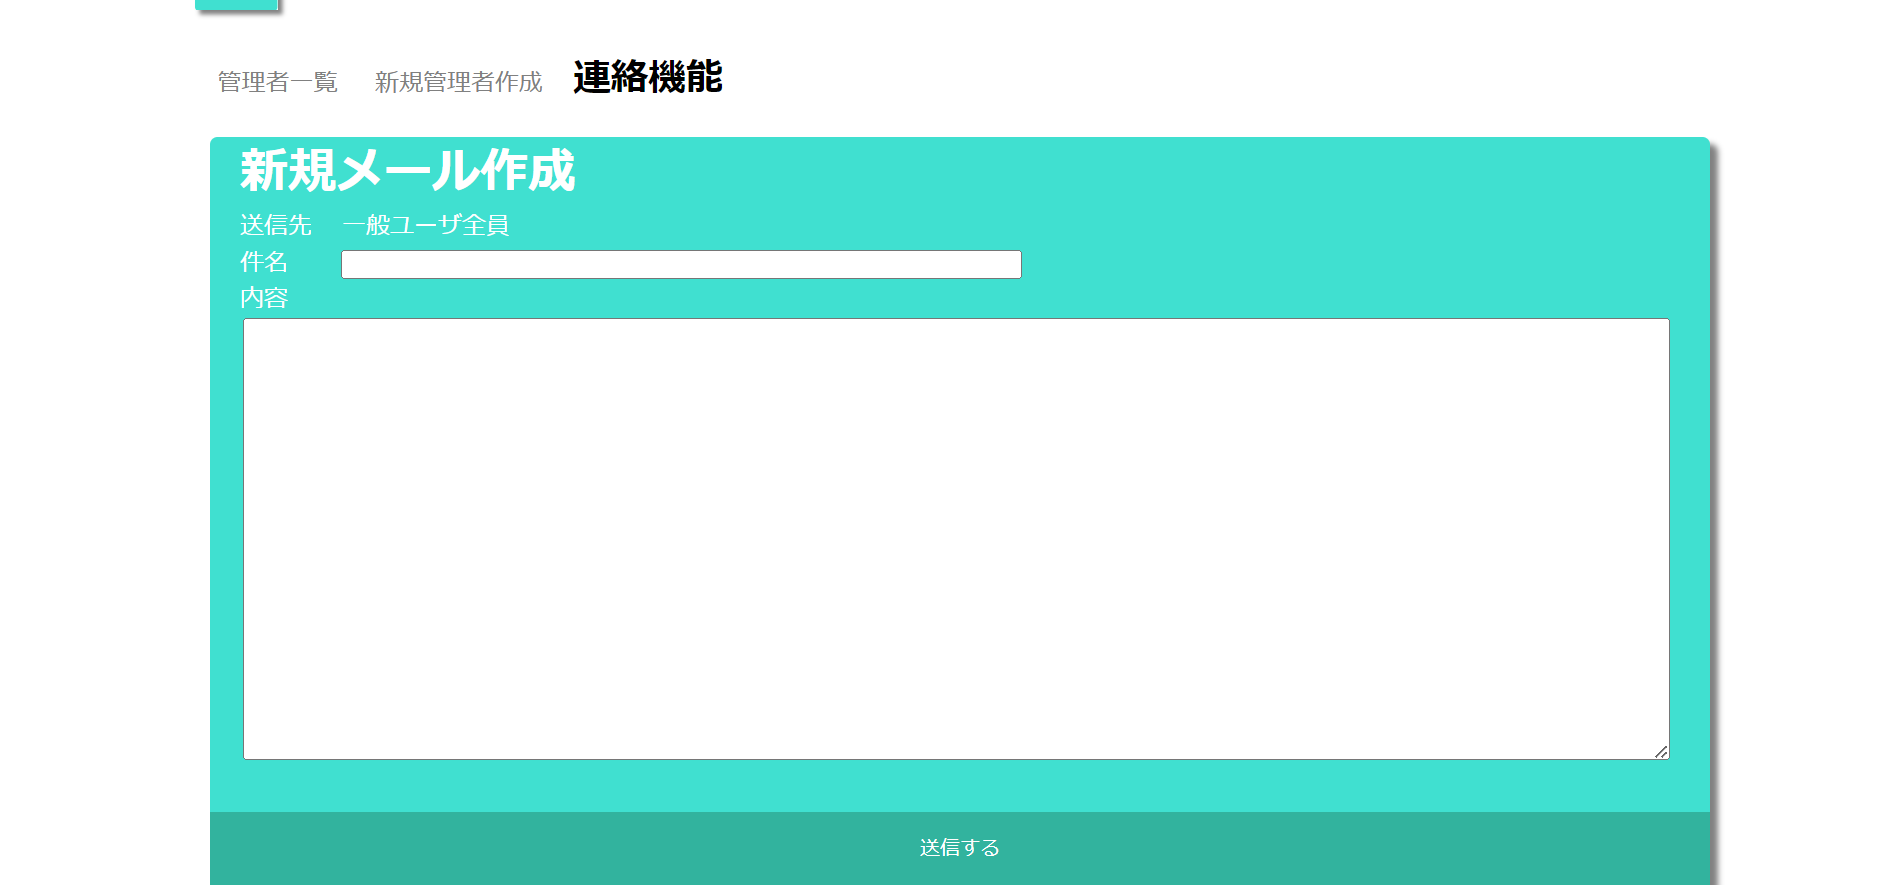 管理者一覧 新規管理者作成 連絡機能
新規メール作成
送信先 一般ユーザ全員
件名
内容
送信する